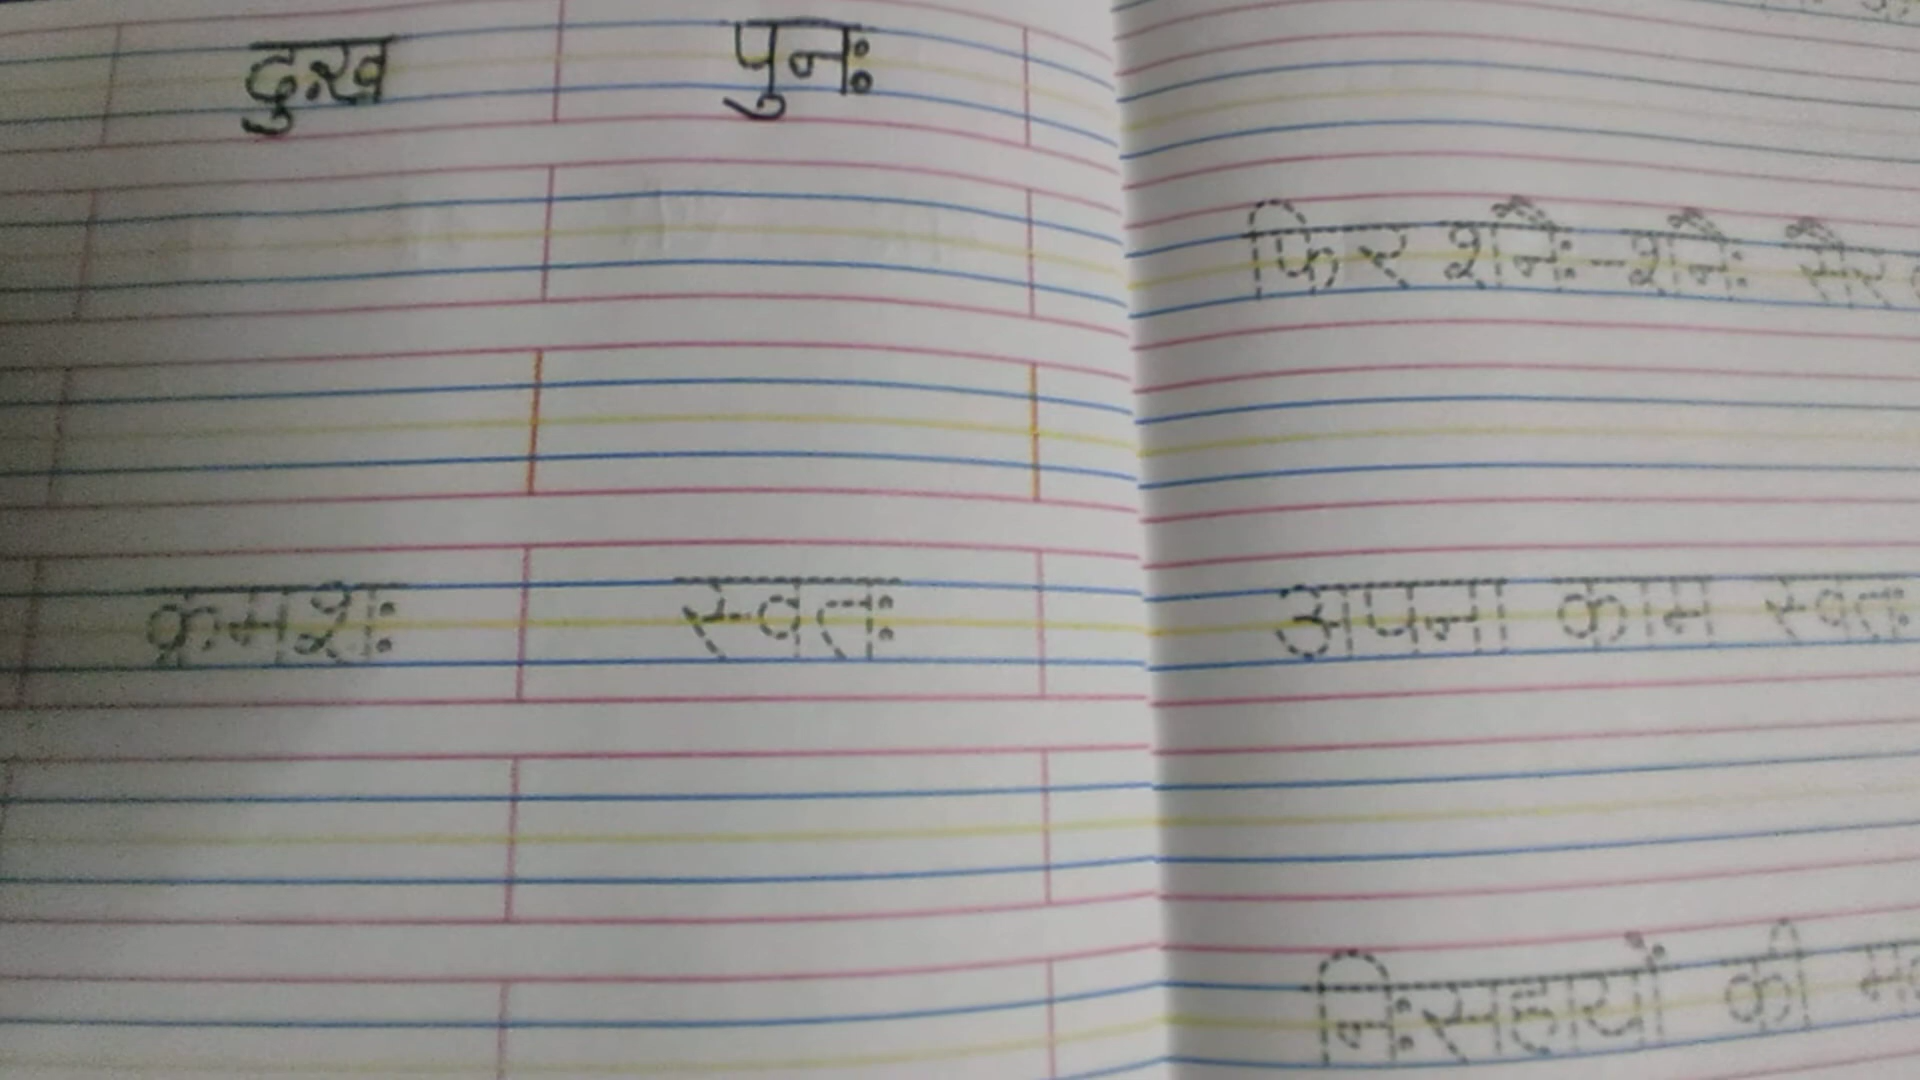 दुःख पुनः
क्रमशः स्वतः
फिर शनैः-शनैः सैर
अपना काम स्वतः
निःसहायों की